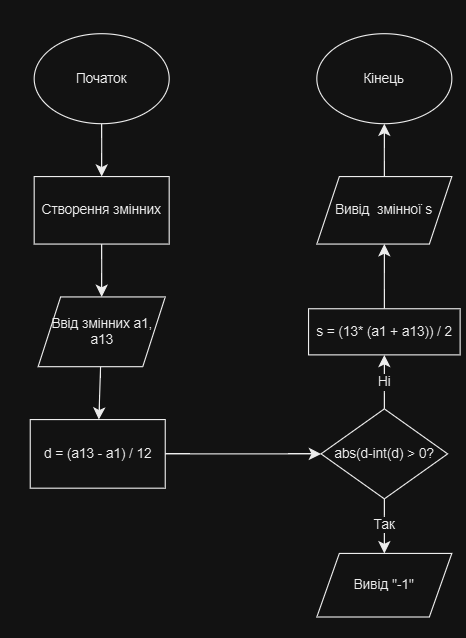 Початок
Створення змінних
Ввід змінних a1,
a13
d = (a13 - a1) / 12
abs(d-int(d) > 0?
Ні
s = (13* (a1 + a13)) / 2
Вивід змінної s
Кінець
Так
Вивід "-1"